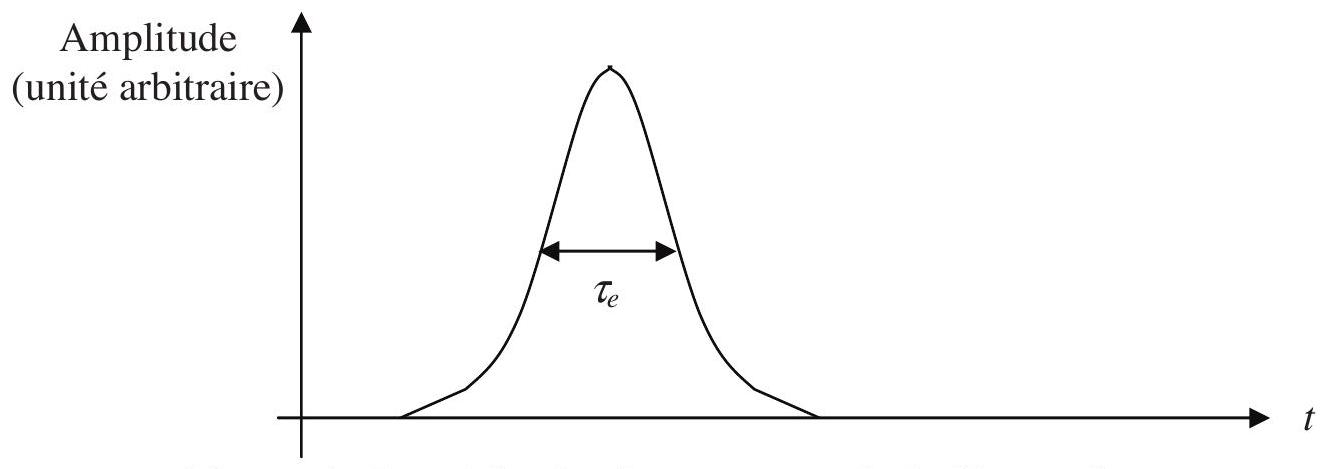 Amplitude
(unité arbitraire)
τe
t